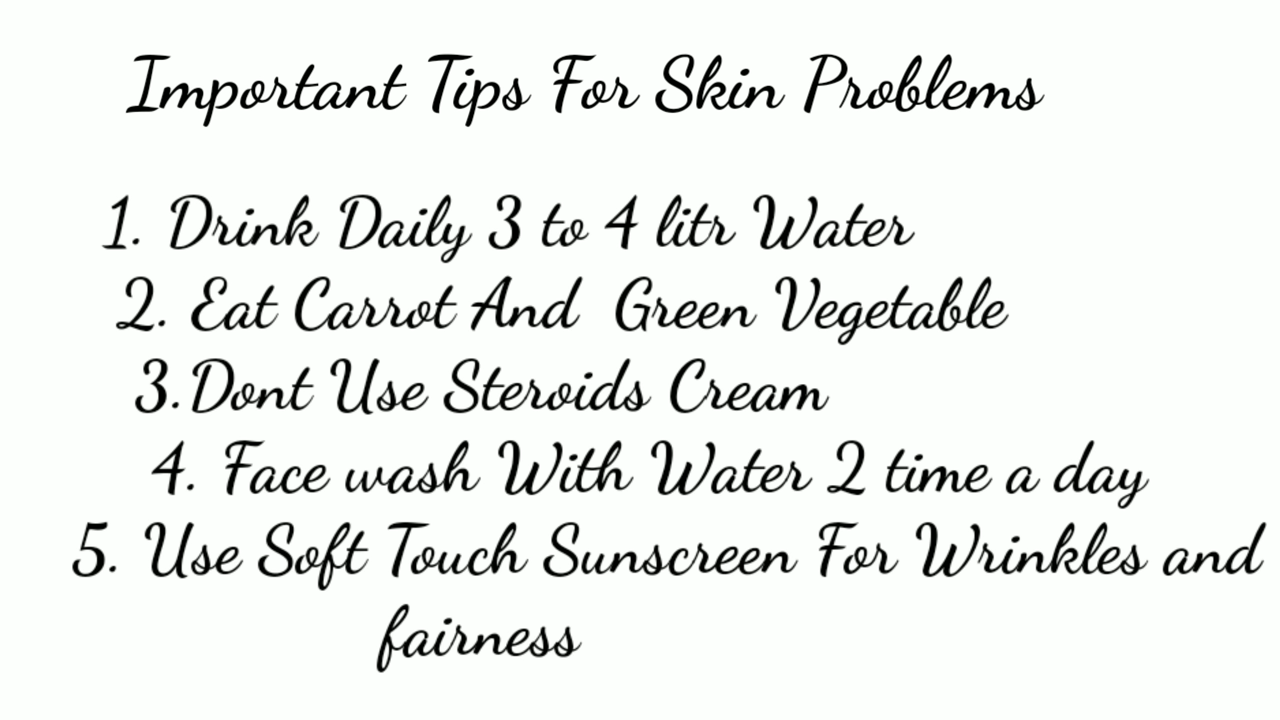 Important Tips For Skin Problems
1. Drink Daily 3 to 4 litr Water
2. Eat Carrot And Green Vegetable
3.Dont Use Steroids Cream
4. Face wash With Water 2 time a day
5. Use Soft Touch Sunscreen For Wrinkles and
fairness